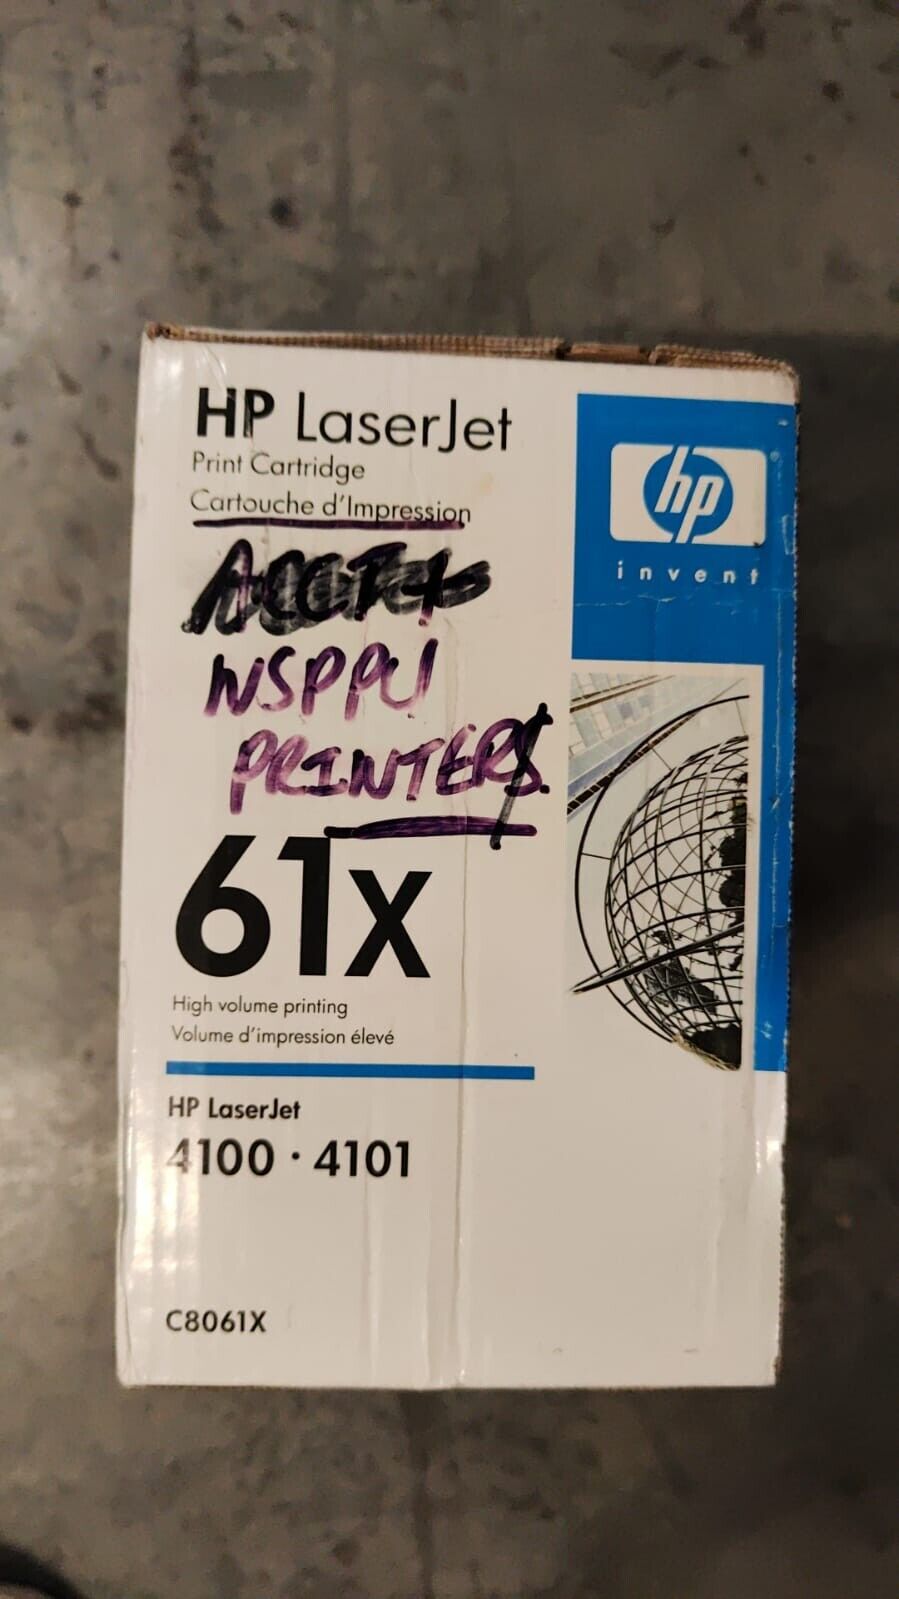 HP LaserJet
Print Cartridge
Cartouche d'Impression
hp
invent
PRINTERS
61x
High volume printing
Volume d'impression élevé
HP LaserJet
4100 · 4101
C8061X